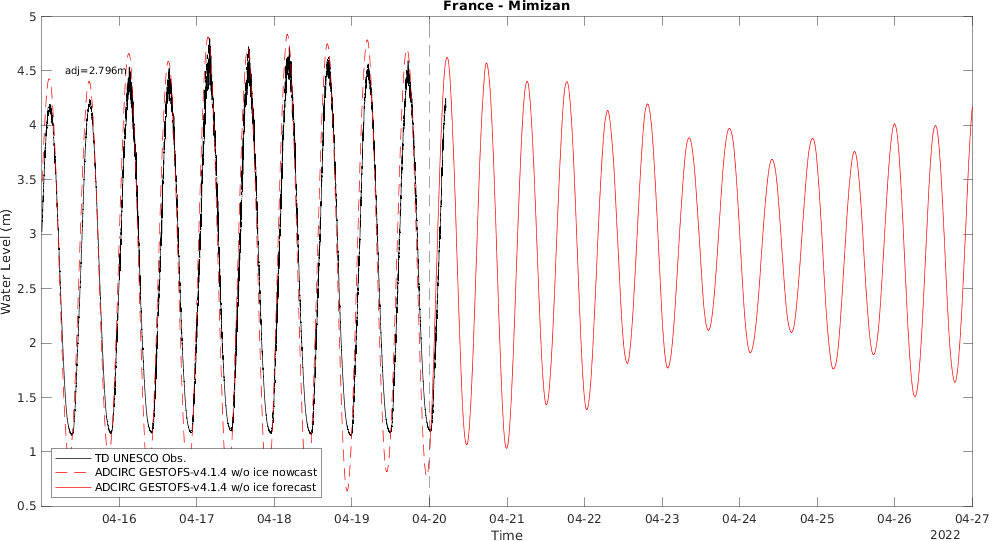 France - Mimizan
5
4.5
4
3.5
3
2.5
2
1.5
1
0.5
Water Level (m)
adj=2.796m
TD UNESCO Obs.
ADCIRC GESTOFS-v4.1.4 w/o ice nowcast
ADCIRC GESTOFS-v4.1.4 w/o ice forecast
04-16 04-17 04-18 04-19 04-20 04-21 04-22 04-23 04-24 04-25 04-26 04-27
Time
2022